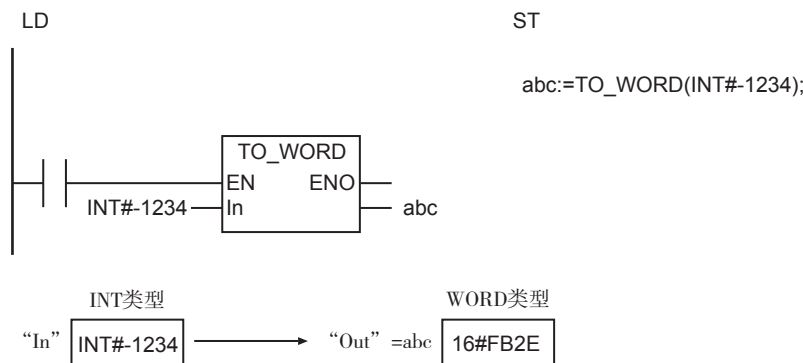 LD
ST
abc:=TO_WORD(INT#-1234);
TO_WORD
EN ENO
INT#-1234 In abc
INT类型 WORD类型
“In” INT#-1234 “Out” =abc 16#FB2E